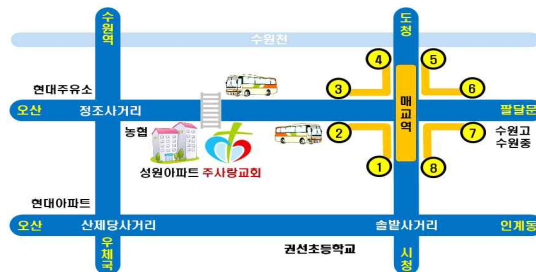 수원역
도청
수원천
4
5
현대주유소
3
6
오산
정조사거리
매교역
팔달문
농협
2
7
수원고
수원중
성원아파트
주사랑교회
1
8
현대아파트
오산
산제당사거리
솔밭사거리
인계동
우체국
권선초등학교
시청